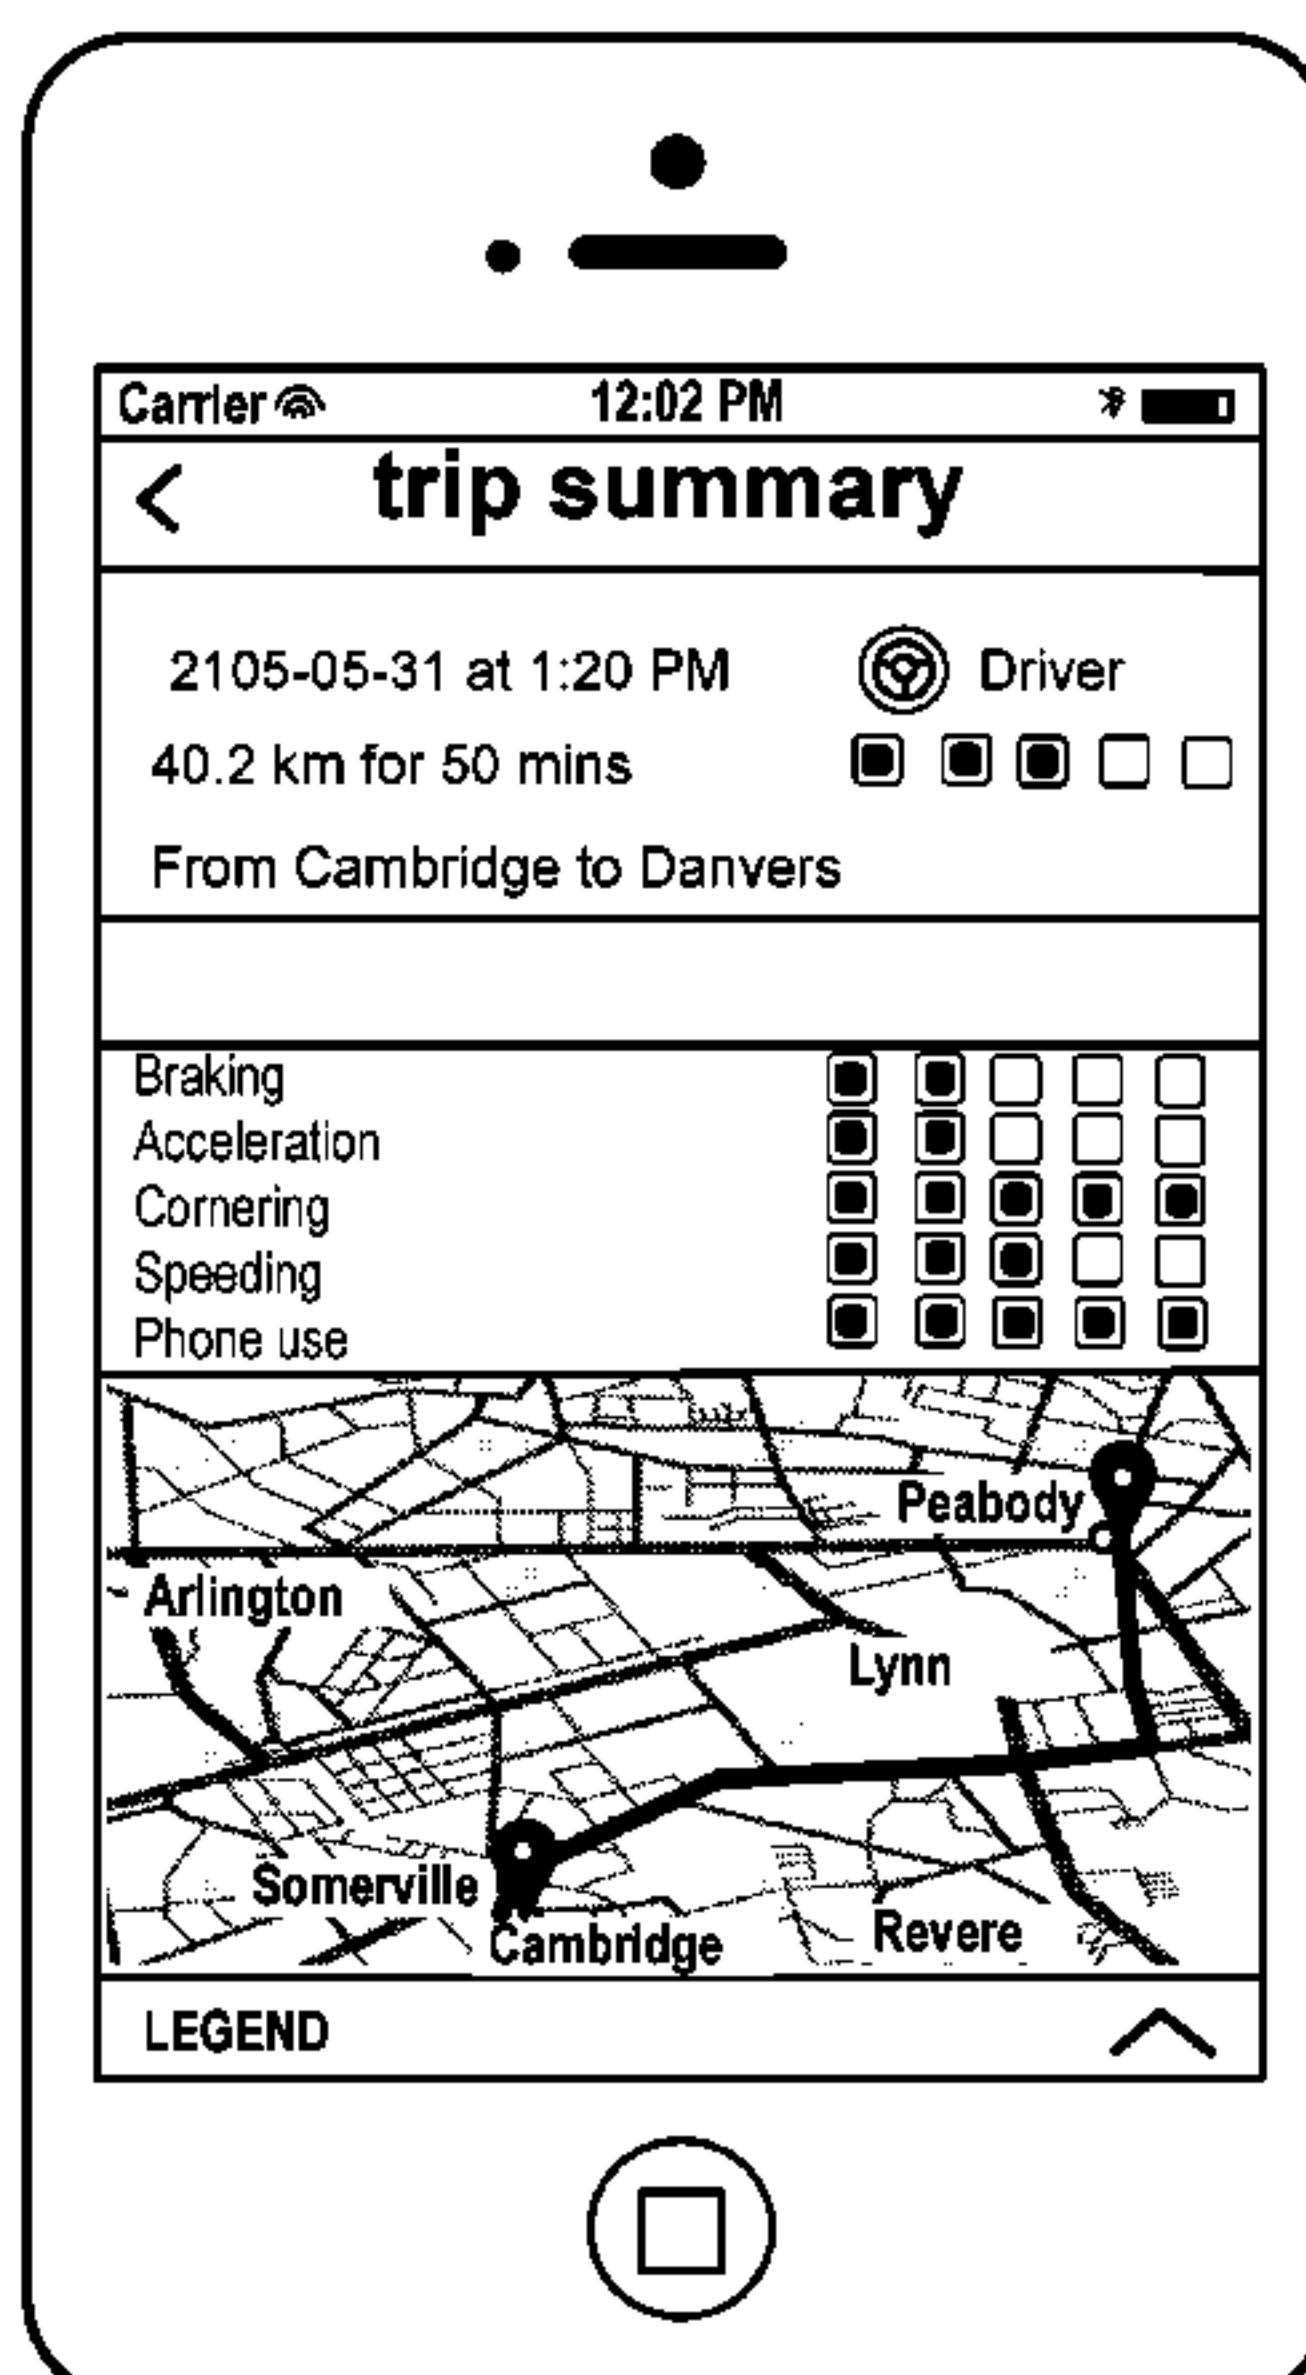 Carrier 12:02 PM
trip summary
2105-05-31 at 1:20 PM Driver
40.2 km for 50 mins
From Cambridge to Danvers
Braking
Acceleration
Cornering
Speeding
Phone use
Peabody
Arlington
Lynn
Somerville
Cambridge
Revere
LEGEND